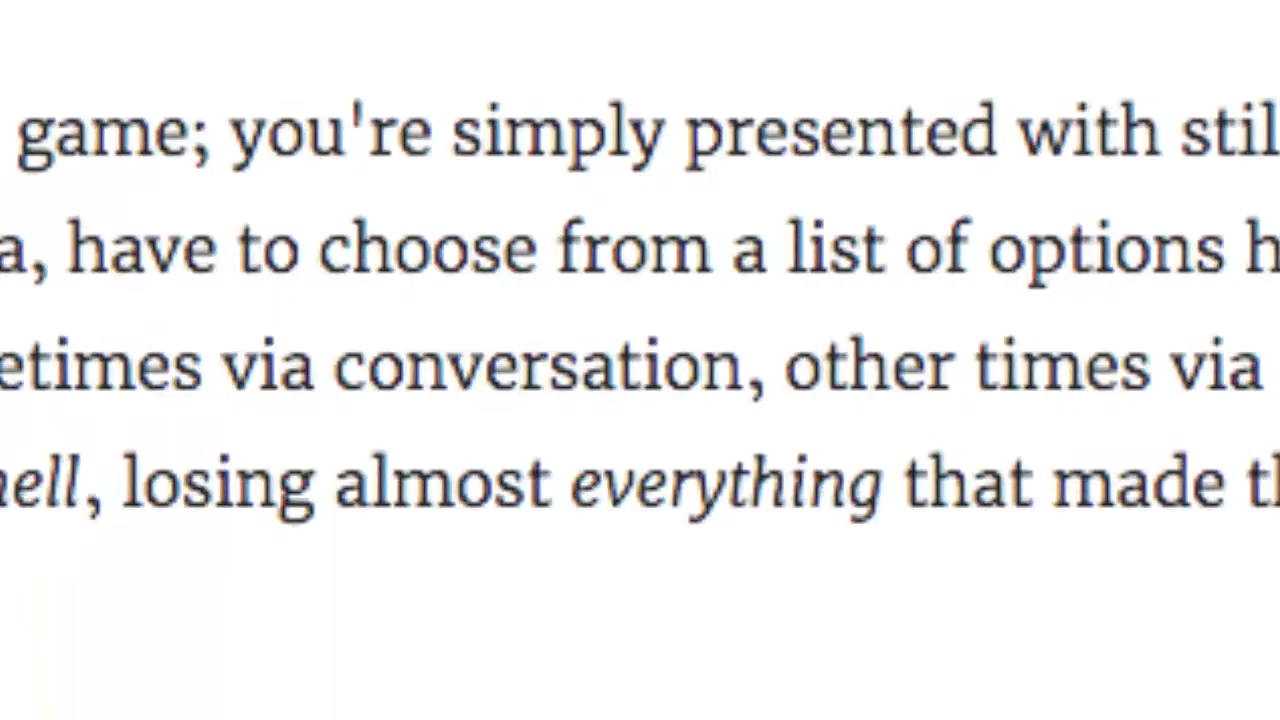 game; you're simply presented with stil
a, have to choose from a list of options h
etimes via conversation, other times via
ell, losing almost everything that made th